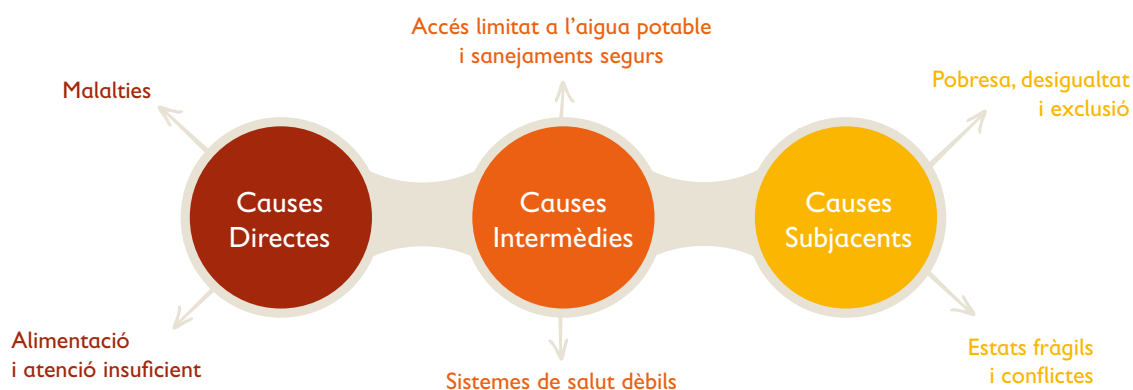 Accés limitat a l’aigua potable
i sanejaments segurs
Malalties
Pobresa, desigualtat
i exclusió
Causes
Directes
Causes
Intermèdies
Causes
Subjacents
Alimentació
i atenció insuficient
Estats fràgils
i conflictes
Sistemes de salut dèbils